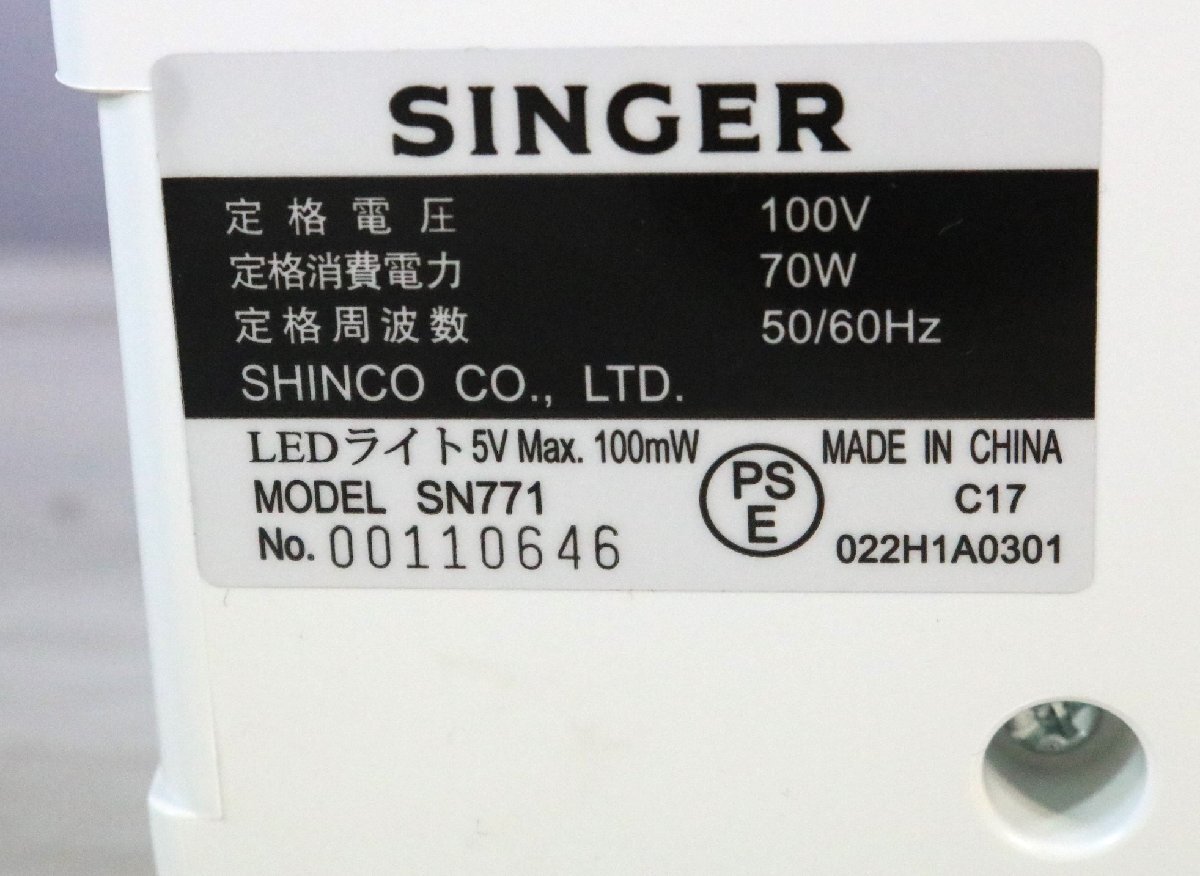 SINGER
定格電圧 100V
定格消費電力 70W
定格周波数 50/60Hz
SHINCO CO., LTD.
LEDライト 5V Max. 100mW
MODEL SN771
No. 00110646
PS
E
MADE IN CHINA
C17
022H1A0301